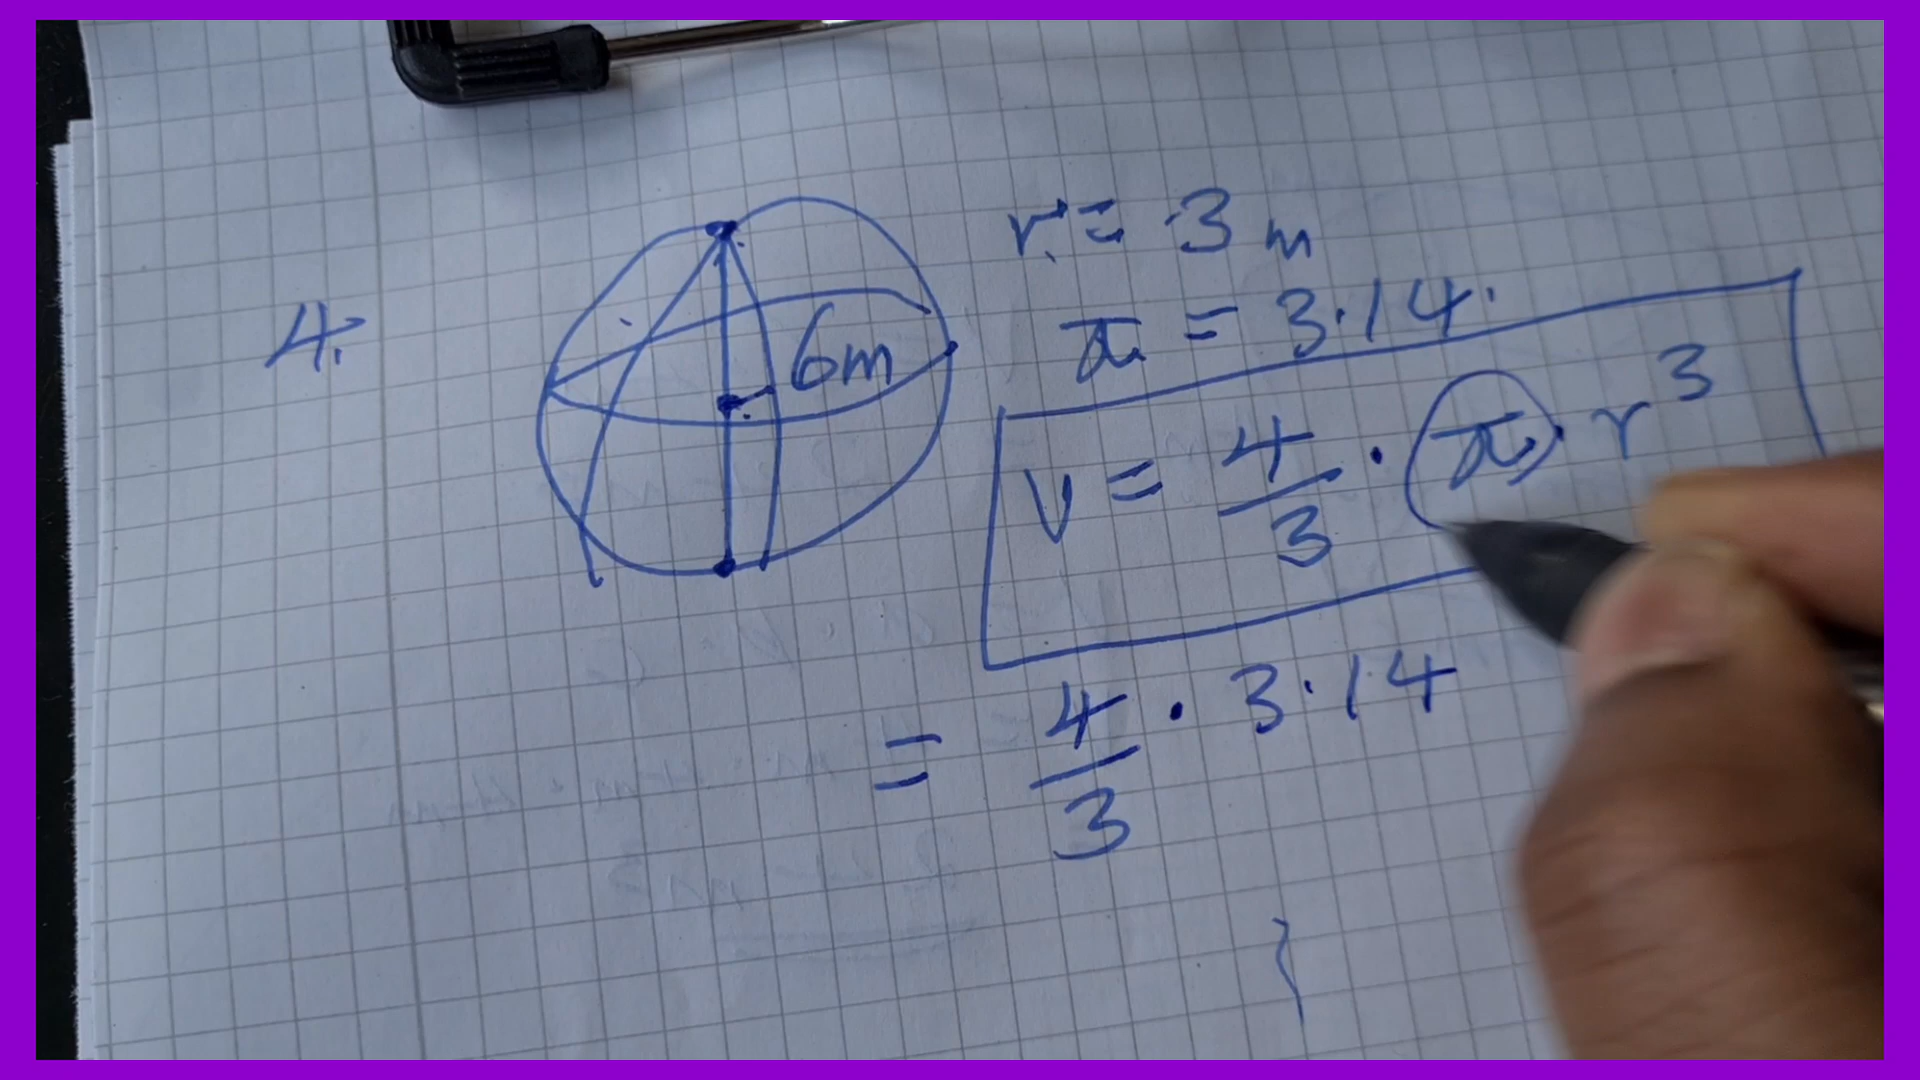 4.
6m
r = 3 m
π = 3.14.
V = 4/3 · π · r³
= 4/3 · 3.14